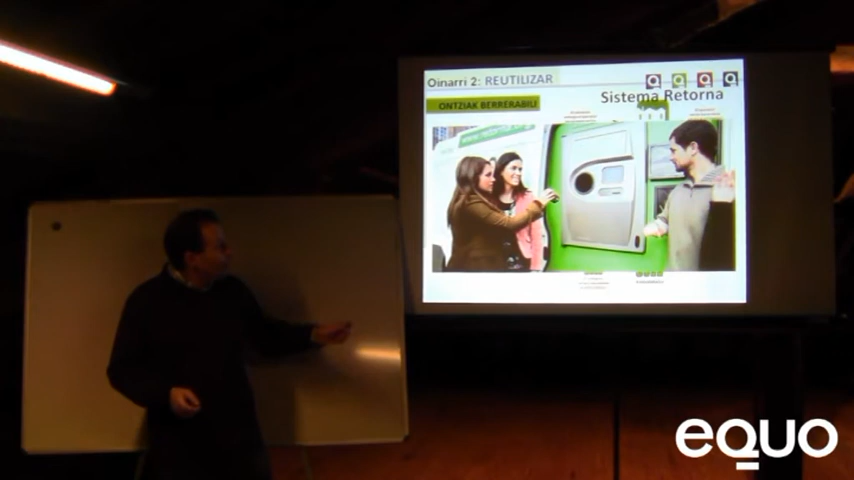 Oinarri 2: REUTILIZAR
Sistema Retorna
ONTZIAK BERRERABILI
equo